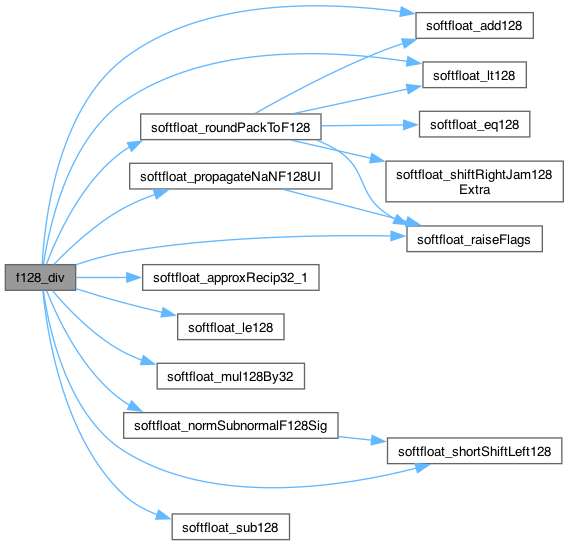 softfloat_add128
softfloat_lt128
softfloat_roundPackToF128
softfloat_eq128
softfloat_propagateNaNF128UI
softfloat_shiftRightJam128
Extra
softfloat_raiseFlags
f128_div
softfloat_approxRecip32_1
softfloat_le128
softfloat_mul128By32
softfloat_normSubnormalF128Sig
softfloat_shortShiftLeft128
softfloat_sub128